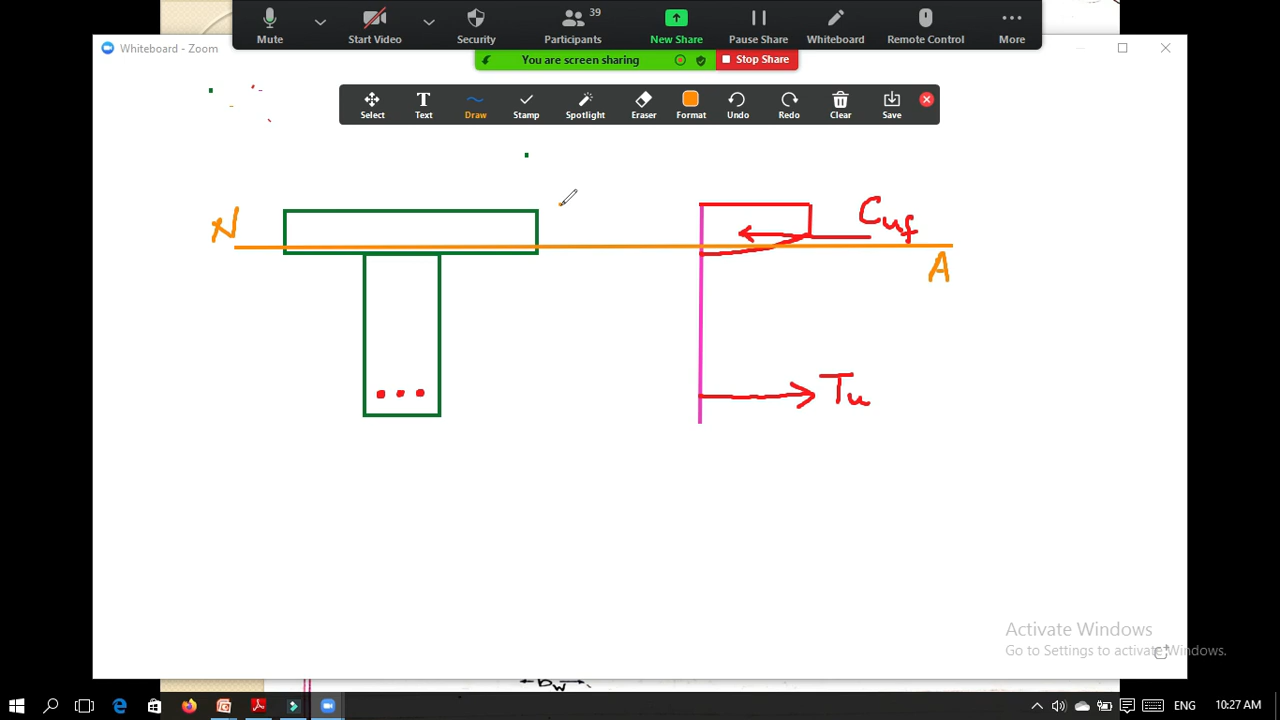 39
Mute
Start Video
Security
Participants
New Share
Pause Share
Whiteboard
Remote Control
More
Whiteboard - Zoom
You are screen sharing
Stop Share
Select
Text
Draw
Stamp
Spotlight
Eraser
Format
Undo
Redo
Clear
Save
N
Cuf
A
Tu
Activate Windows
Go to Settings to activate Windows.
bw
ENG
10:27 AM